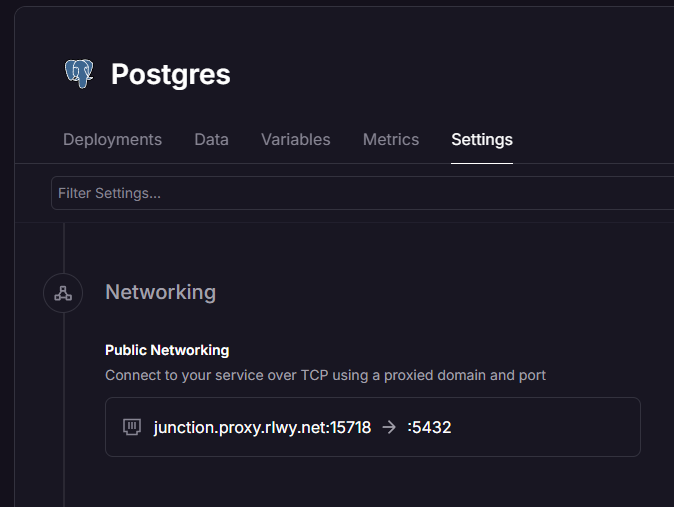 Postgres
Deployments Data Variables Metrics Settings
Filter Settings...
Networking
Public Networking
Connect to your service over TCP using a proxied domain and port
junction.proxy.rlwy.net:15718 → :5432